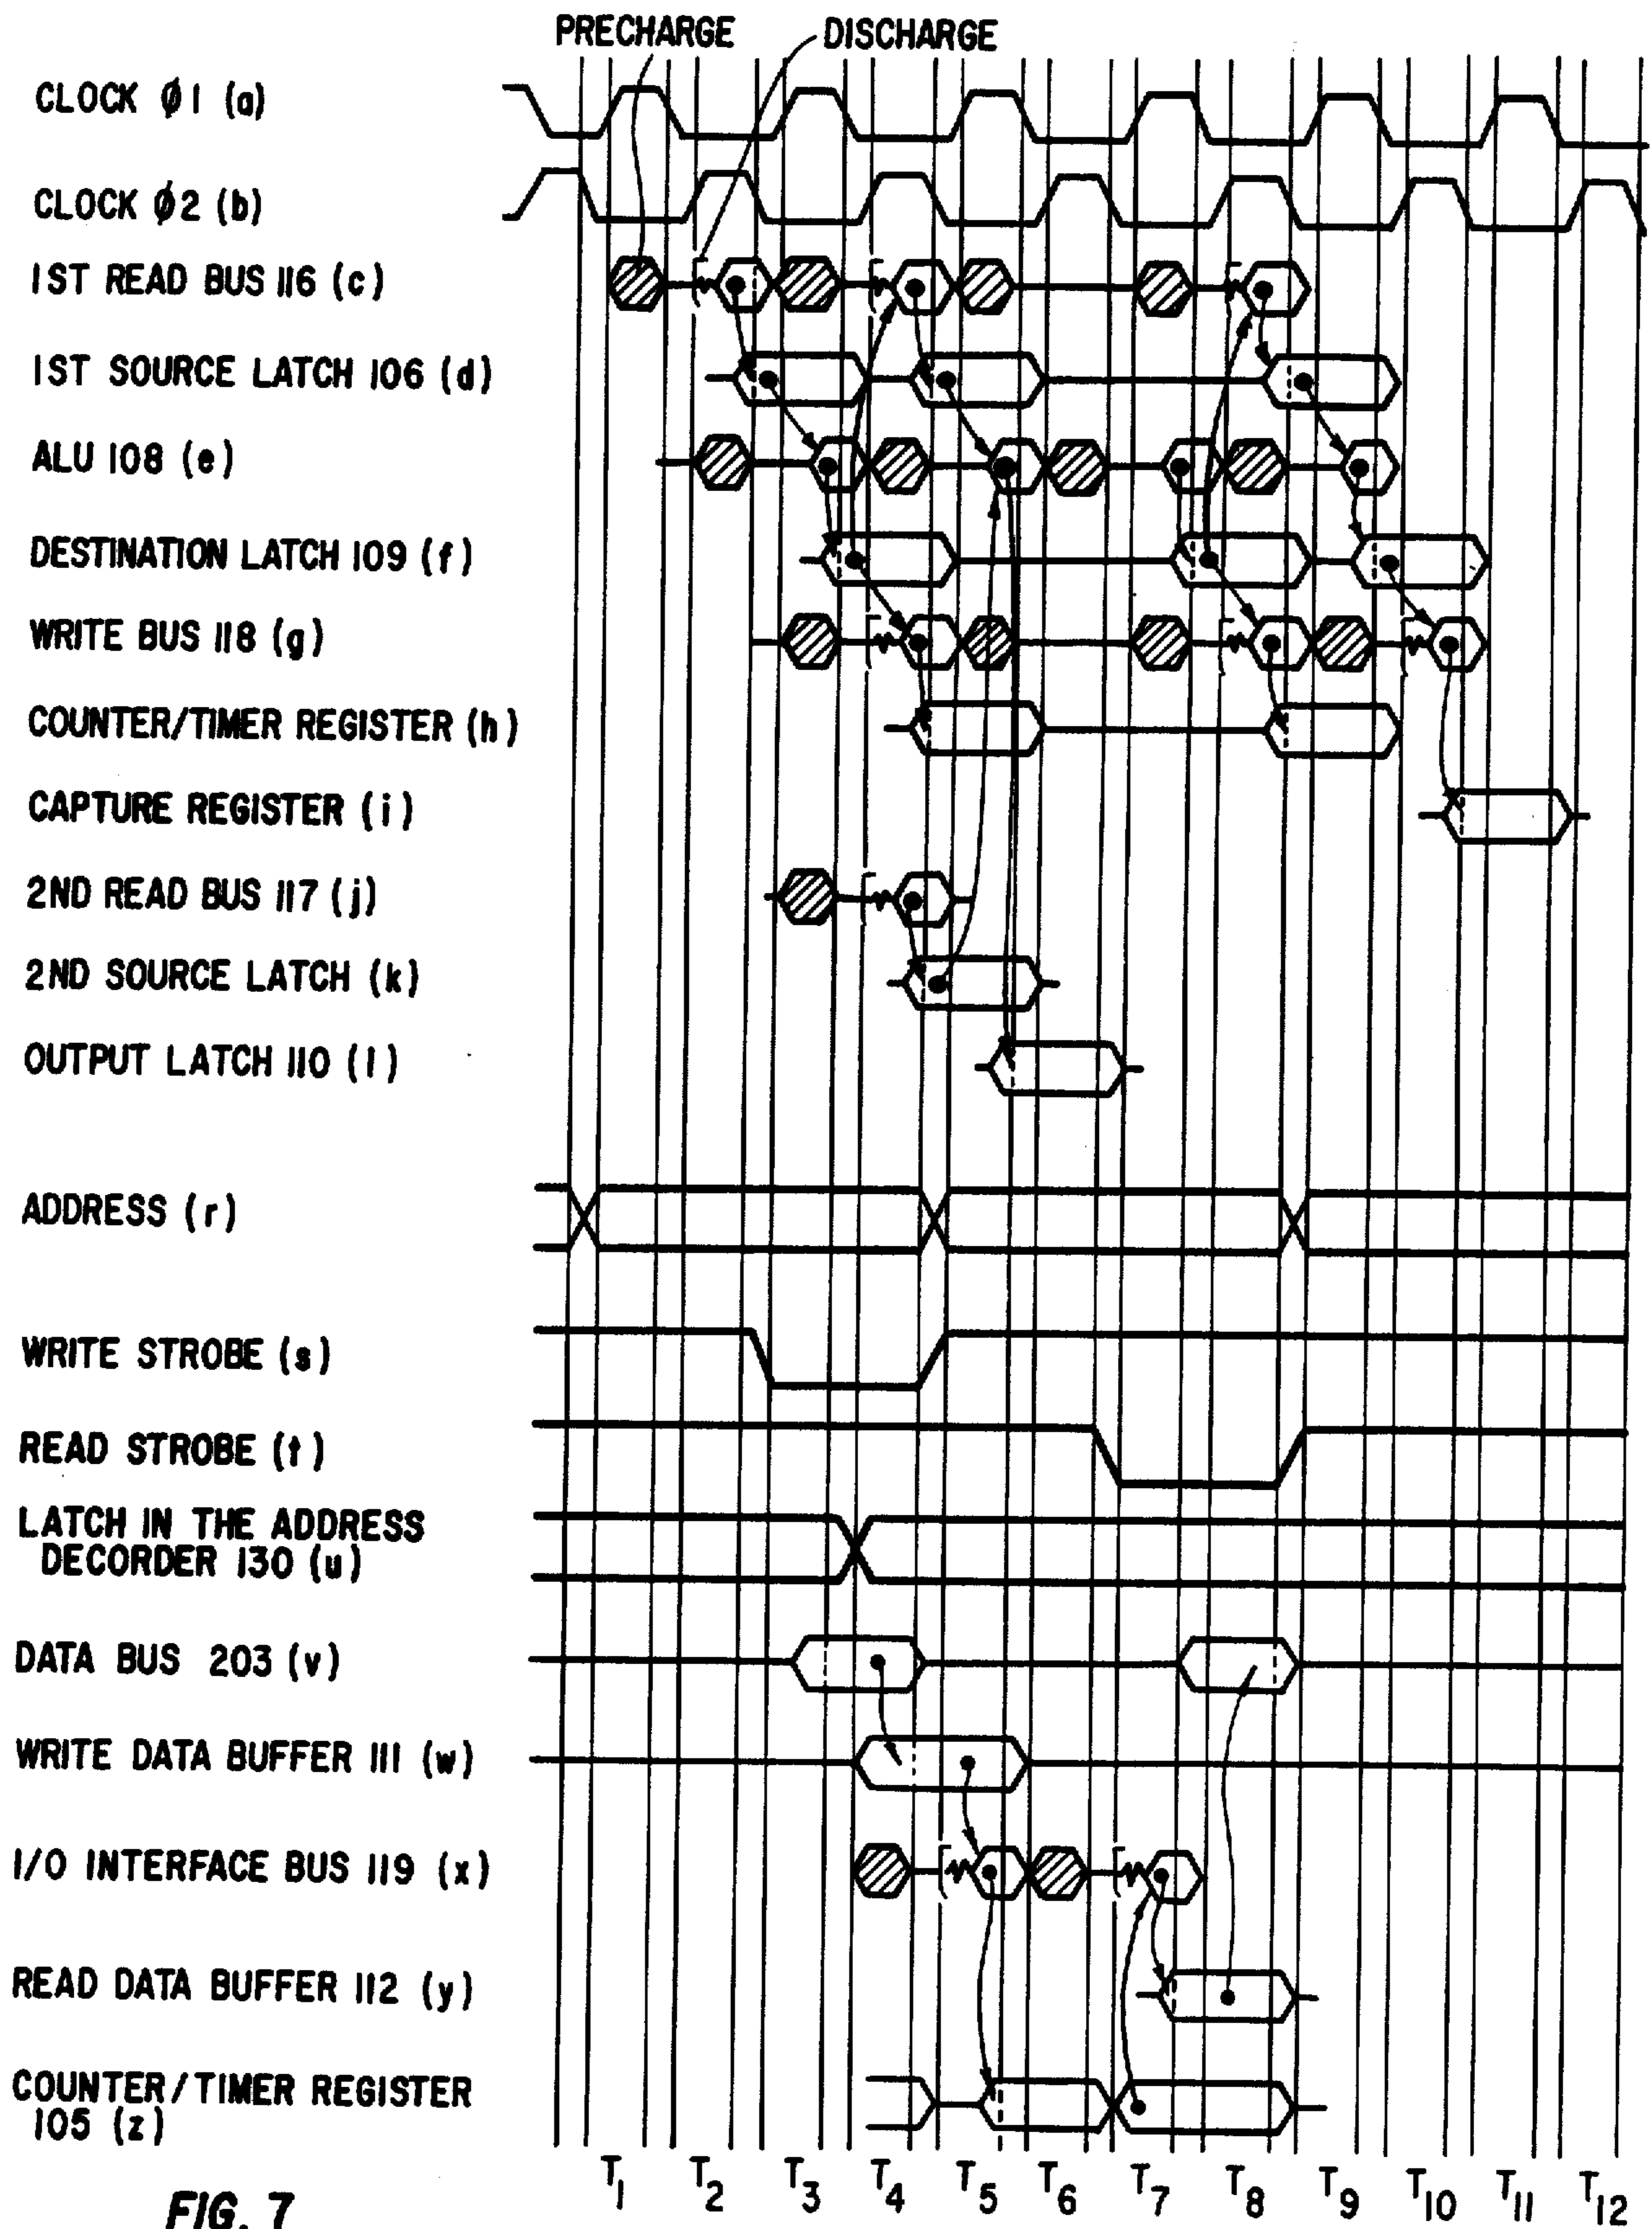 PRECHARGE DISCHARGE
CLOCK Ø1 (a)
CLOCK Ø2 (b)
1ST READ BUS 116 (c)
1ST SOURCE LATCH 106 (d)
ALU 108 (e)
DESTINATION LATCH 109 (f)
WRITE BUS 118 (g)
COUNTER/TIMER REGISTER (h)
CAPTURE REGISTER (i)
2ND READ BUS 117 (j)
2ND SOURCE LATCH (k)
OUTPUT LATCH 110 (l)
ADDRESS (r)
WRITE STROBE (s)
READ STROBE (t)
LATCH IN THE ADDRESS
DECORDER 130 (u)
DATA BUS 203 (v)
WRITE DATA BUFFER 111 (w)
I/O INTERFACE BUS 119 (x)
READ DATA BUFFER 112 (y)
COUNTER/TIMER REGISTER
105 (z)
T1 T2 T3 T4 T5 T6 T7 T8 T9 T10 T11 T12
FIG. 7